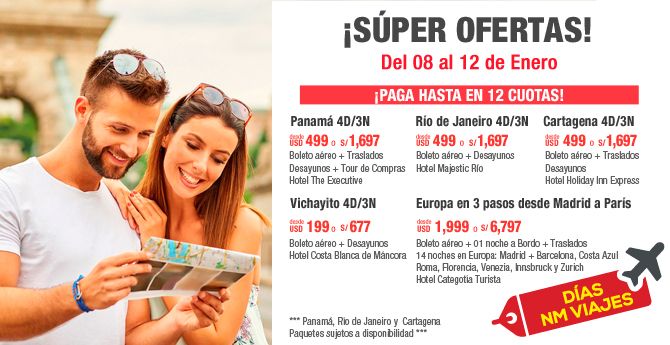 ¡SÚPER OFERTAS!
Del 08 al 12 de Enero
¡PAGA HASTA EN 12 CUOTAS!
Panamá 4D/3N
desde USD 499 o S/ 1,697
Boleto aéreo + Traslados
Desayunos + Tour de Compras
Hotel The Executive
Río de Janeiro 4D/3N
desde USD 499 o S/ 1,697
Boleto aéreo + Desayunos
Hotel Majestic Río
Cartagena 4D/3N
desde USD 499 o S/ 1,697
Boleto aéreo + Traslados
Desayunos
Hotel Holiday Inn Express
Vichayito 4D/3N
desde USD 199 o S/ 677
Boleto aéreo + Desayunos
Hotel Costa Blanca de Máncora
Europa en 3 pasos desde Madrid a París
desde USD 1,999 o S/ 6,797
Boleto aéreo + 01 noche a Bordo + Traslados
14 noches en Europa: Madrid + Barcelona, Costa Azul
Roma, Florencia, Venezia, Innsbruck y Zurich
Hotel Categotia Turista
*** Panamá, Río de Janeiro y Cartagena
Paquetes sujetos a disponibilidad ***
DÍAS
NM VIAJES